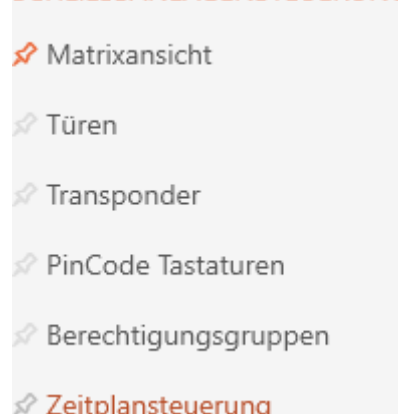 Matrixansicht
Türen
Transponder
PinCode Tastaturen
Berechtigungsgruppen
Zeitplansteuerung